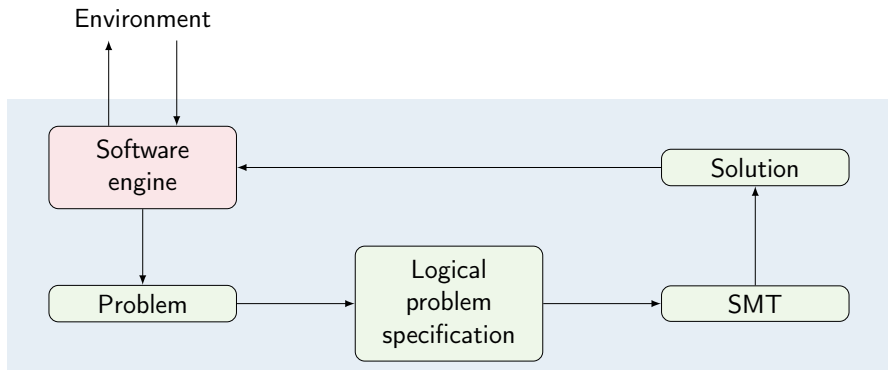 Environment
Software
engine
Solution
Problem
Logical
problem
specification
SMT